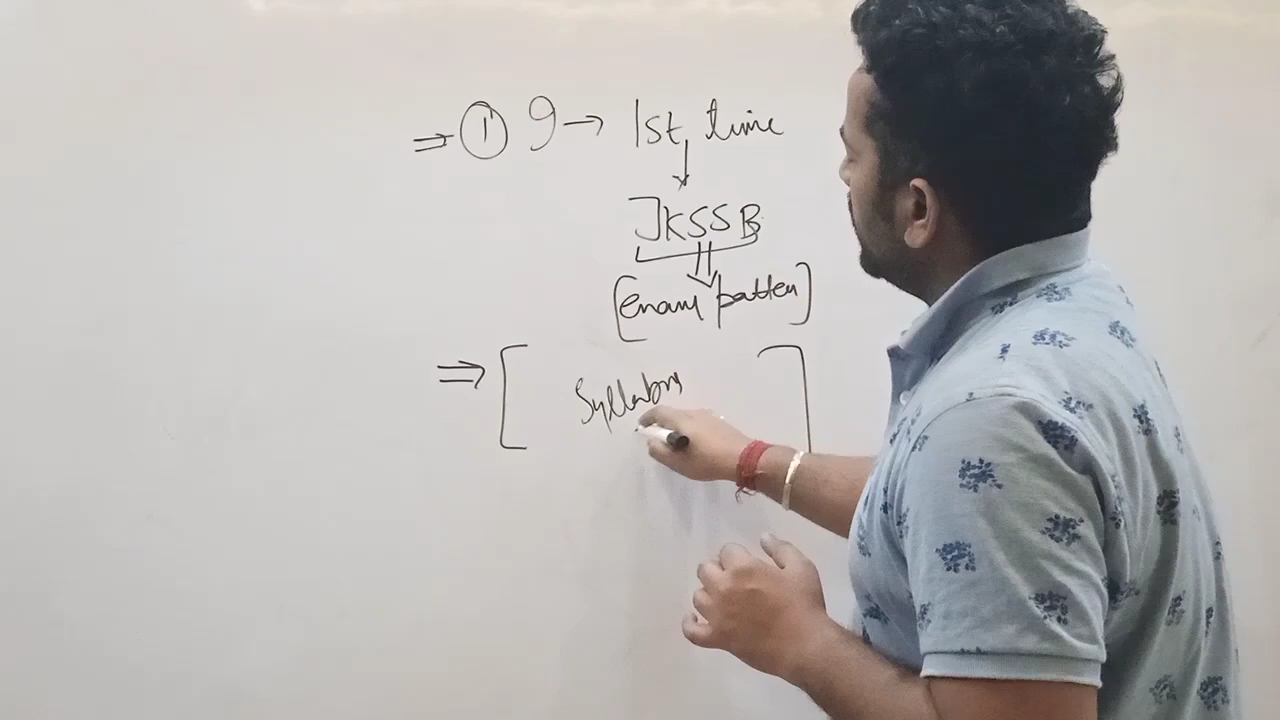 ⇒ ① 9 → 1st time
↓
JKSSB
⇓
[exam pattern]
⇒ [ Syllabus ]